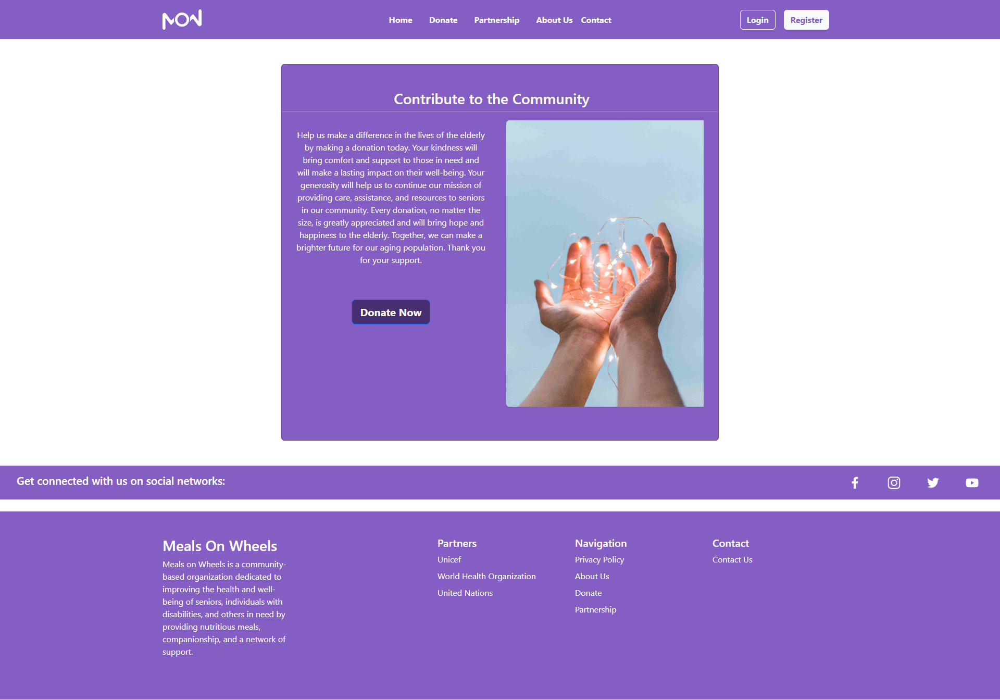 MOW
Home Donate Partnership About Us Contact
Login Register
Contribute to the Community
Help us make a difference in the lives of the elderly
by making a donation today. Your kindness will
bring comfort and support to those in need and
will make a lasting impact on their well-being. Your
generosity will help us to continue our mission of
providing care, assistance, and resources to seniors
in our community. Every donation, no matter the
size, is greatly appreciated and will bring hope and
happiness to the elderly. Together, we can make a
brighter future for our aging population. Thank you
for your support.
Donate Now
Get connected with us on social networks:
Meals On Wheels
Meals on Wheels is a community-
based organization dedicated to
improving the health and well-
being of seniors, individuals with
disabilities, and others in need by
providing nutritious meals,
companionship, and a network of
support.
Partners
Unicef
World Health Organization
United Nations
Navigation
Privacy Policy
About Us
Donate
Partnership
Contact
Contact Us